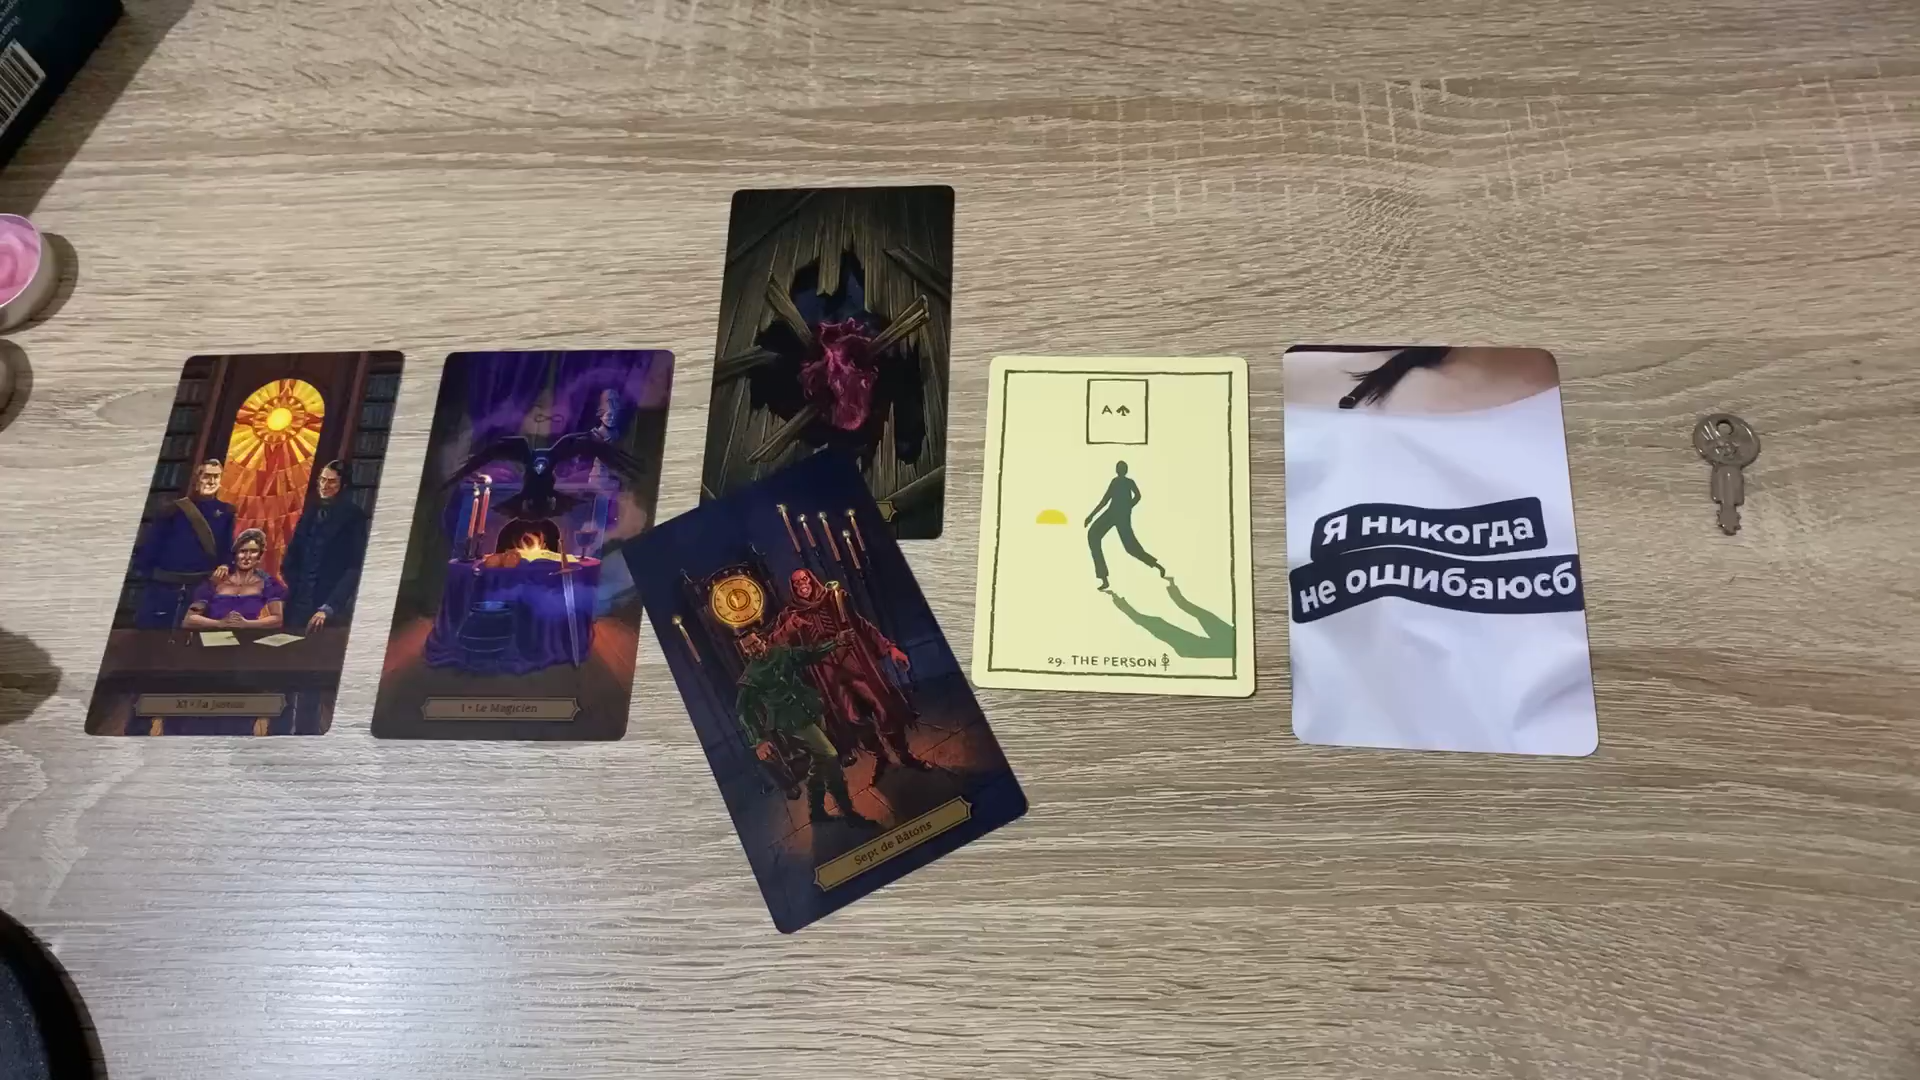 XI • La Justice
I • Le Magicien
Sept de Bâtons
A♠
29. THE PERSON
Я никогда
не ошибаюсб